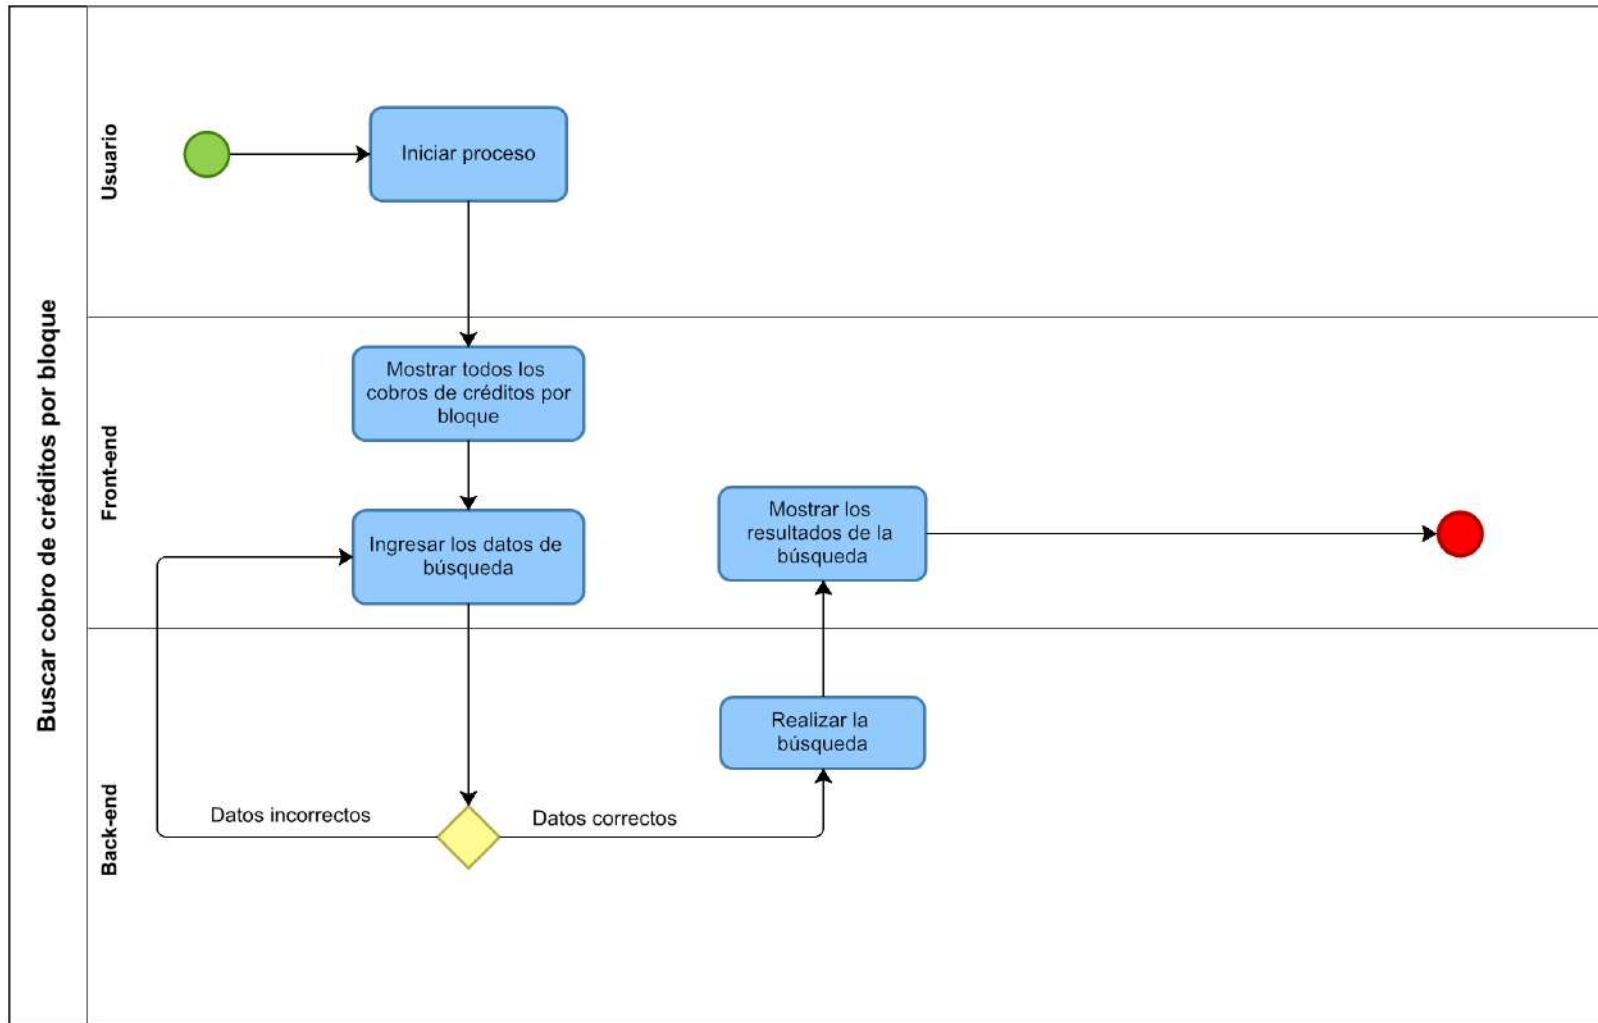 Buscar cobro de créditos por bloque
Usuario
Iniciar proceso
Front-end
Mostrar todos los
cobros de créditos por
bloque
Ingresar los datos de
búsqueda
Mostrar los
resultados de la
búsqueda
Back-end
Realizar la
búsqueda
Datos incorrectos
Datos correctos